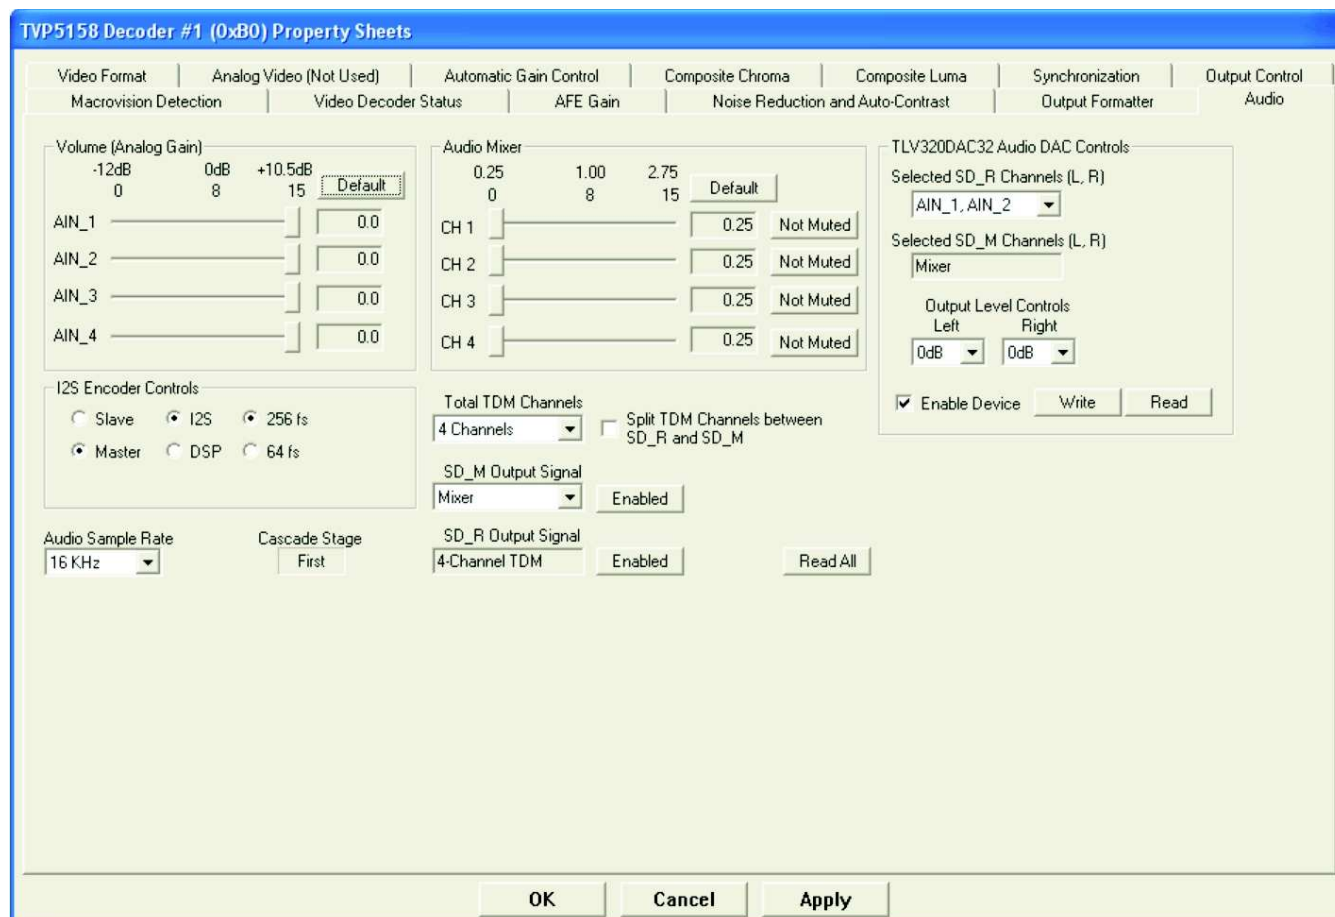 TVP5158 Decoder #1 (0xB0) Property Sheets
Video Format Analog Video (Not Used) Automatic Gain Control Composite Chroma Composite Luma Synchronization Output Control
Macrovision Detection Video Decoder Status AFE Gain Noise Reduction and Auto-Contrast Output Formatter Audio
Volume (Analog Gain)
-12dB 0dB +10.5dB
0 8 15 Default
AIN_1 0.0
AIN_2 0.0
AIN_3 0.0
AIN_4 0.0
Audio Mixer
0.25 1.00 2.75
0 8 15 Default
CH 1 0.25 Not Muted
CH 2 0.25 Not Muted
CH 3 0.25 Not Muted
CH 4 0.25 Not Muted
TLV320DAC32 Audio DAC Controls
Selected SD_R Channels (L, R)
AIN_1, AIN_2
Selected SD_M Channels (L, R)
Mixer
Output Level Controls
Left Right
0dB 0dB
Enable Device Write Read
I2S Encoder Controls
Slave I2S 256 fs
Master DSP 64 fs
Total TDM Channels
4 Channels
Split TDM Channels between
SD_R and SD_M
SD_M Output Signal
Mixer Enabled
Audio Sample Rate
16 KHz
Cascade Stage
First
SD_R Output Signal
4-Channel TDM Enabled
Read All
OK Cancel Apply